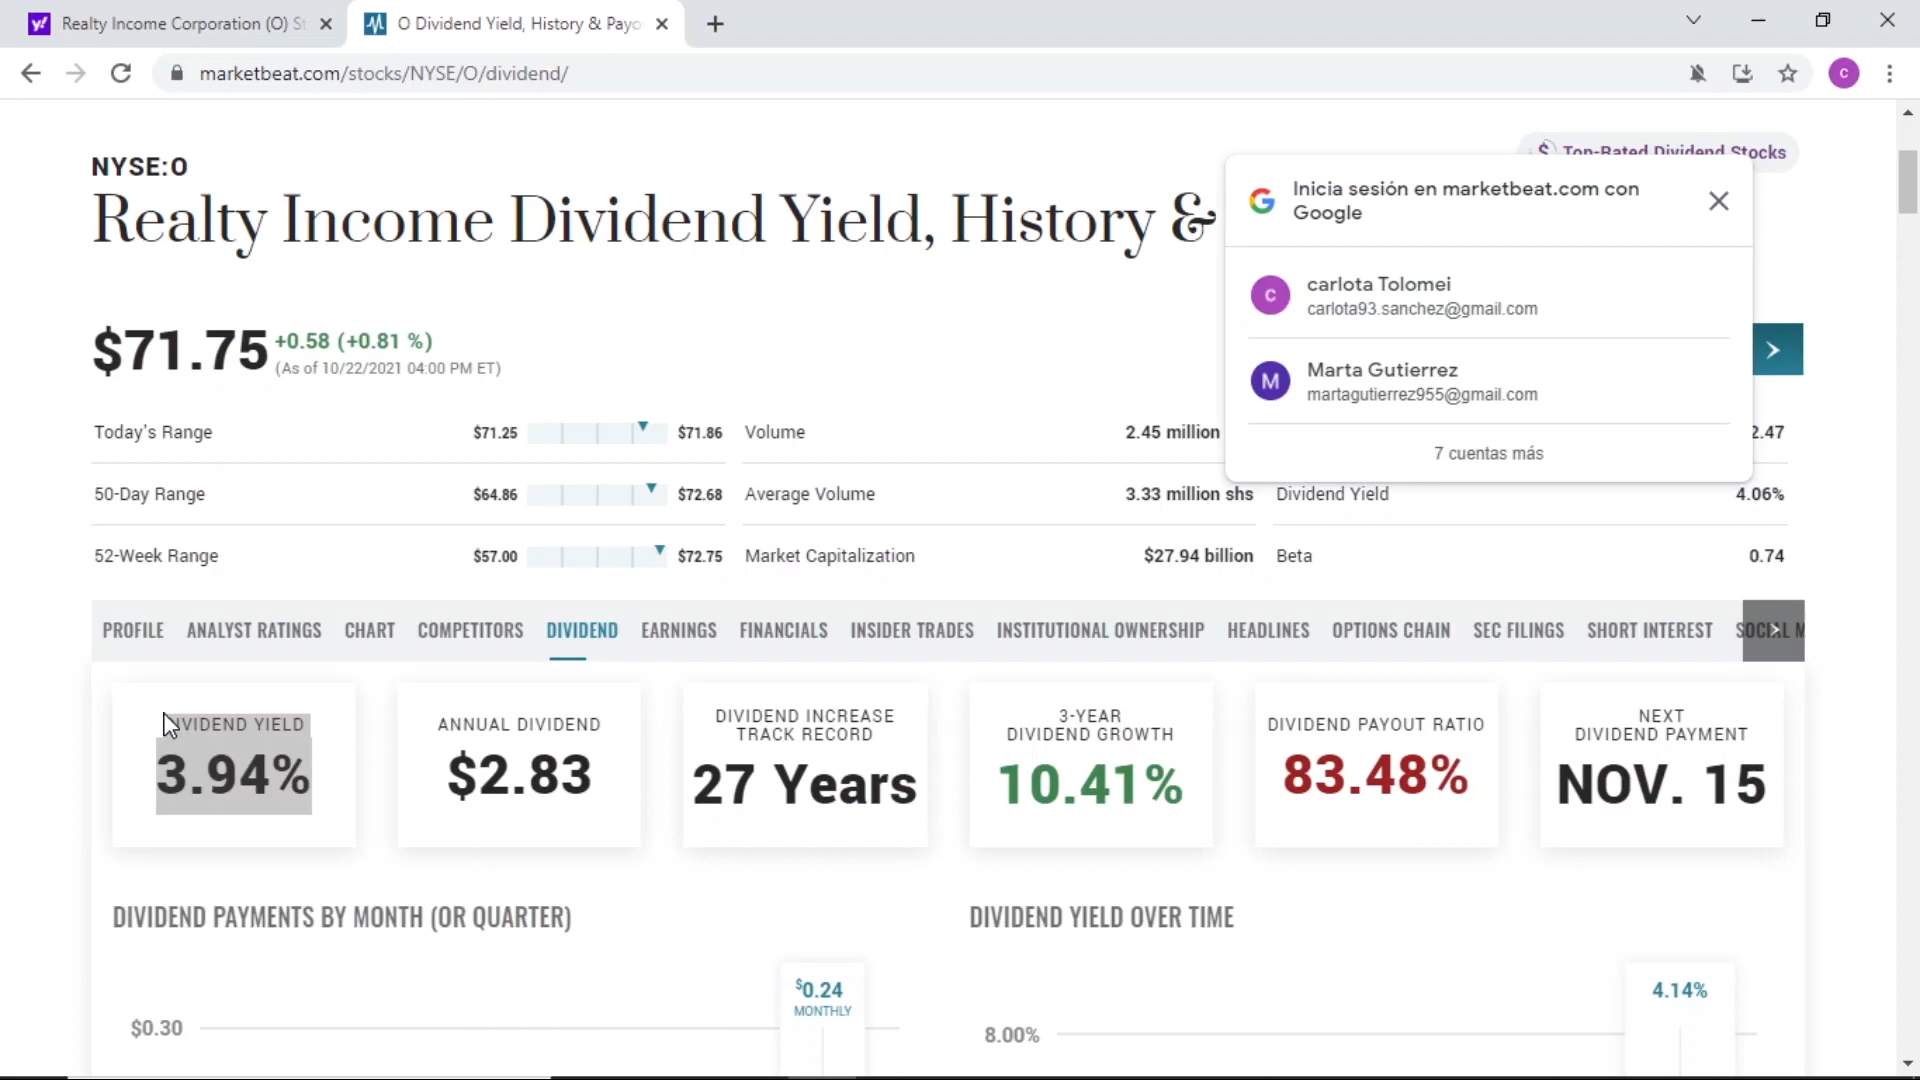 Realty Income Corporation (O) St
O Dividend Yield, History & Payo
marketbeat.com/stocks/NYSE/O/dividend/
C
NYSE:O
Top-Rated Dividend Stocks
Realty Income Dividend Yield, History &
Inicia sesión en marketbeat.com con
Google
C
carlota Tolomei
carlota93.sanchez@gmail.com
M
Marta Gutierrez
martagutierrez955@gmail.com
7 cuentas más
$71.75 +0.58 (+0.81 %)
(As of 10/22/2021 04:00 PM ET)
Today's Range $71.25 $71.86 Volume 2.45 million 2.47
50-Day Range $64.86 $72.68 Average Volume 3.33 million shs Dividend Yield 4.06%
52-Week Range $57.00 $72.75 Market Capitalization $27.94 billion Beta 0.74
PROFILE ANALYST RATINGS CHART COMPETITORS DIVIDEND EARNINGS FINANCIALS INSIDER TRADES INSTITUTIONAL OWNERSHIP HEADLINES OPTIONS CHAIN SEC FILINGS SHORT INTEREST SOCIAL M
DIVIDEND YIELD
3.94%
ANNUAL DIVIDEND
$2.83
DIVIDEND INCREASE
TRACK RECORD
27 Years
3-YEAR
DIVIDEND GROWTH
10.41%
DIVIDEND PAYOUT RATIO
83.48%
NEXT
DIVIDEND PAYMENT
NOV. 15
DIVIDEND PAYMENTS BY MONTH (OR QUARTER)
$0.24
MONTHLY
$0.30
DIVIDEND YIELD OVER TIME
4.14%
8.00%